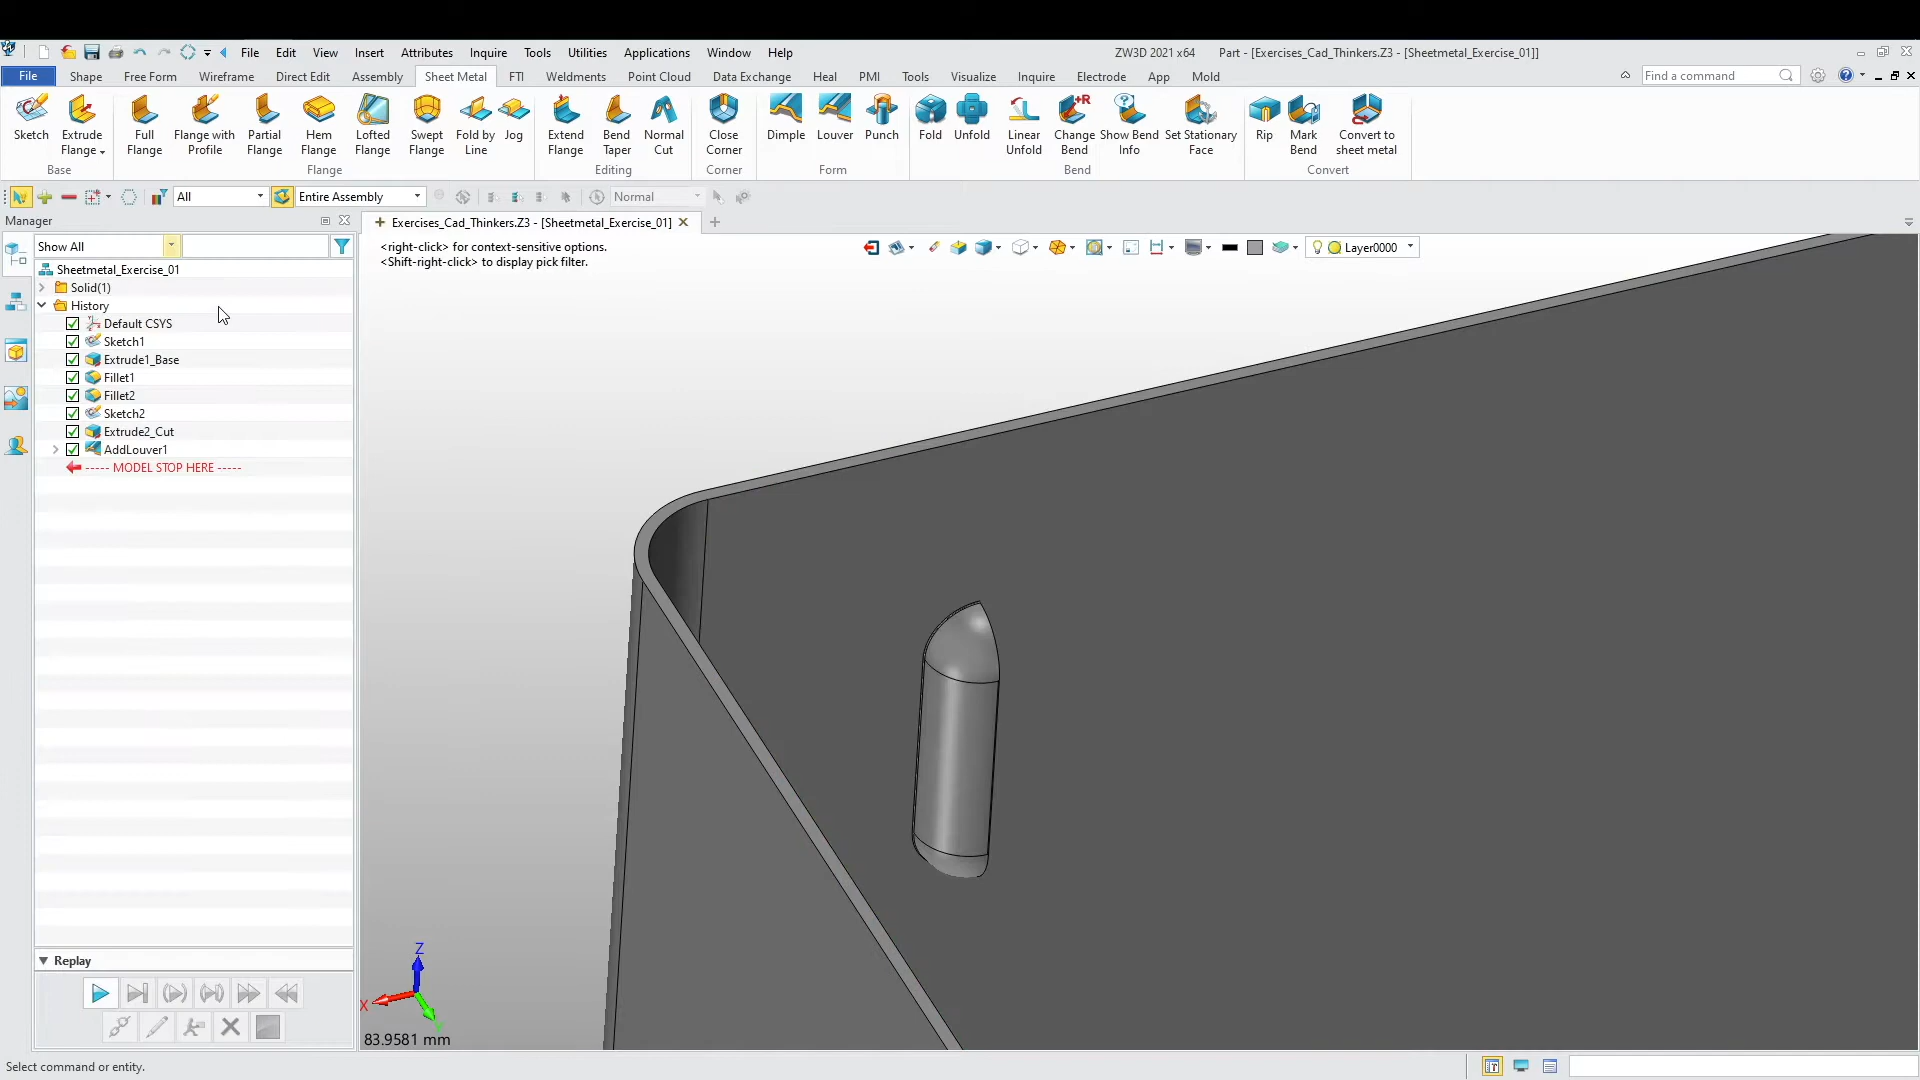 File Edit View Insert Attributes Inquire Tools Utilities Applications Window Help
ZW3D 2021 x64 Part - [Exercises_Cad_Thinkers.Z3 - [Sheetmetal_Exercise_01]]
File Shape Free Form Wireframe Direct Edit Assembly Sheet Metal FTI Weldments Point Cloud Data Exchange Heal PMI Tools Visualize Inquire Electrode App Mold
Find a command
Sketch
Extrude Flange
Base
Full Flange
Flange with Profile
Partial Flange
Hem Flange
Lofted Flange
Swept Flange
Fold by Line
Jog
Flange
Extend Flange
Bend Taper
Normal Cut
Editing
Close Corner
Corner
Dimple
Louver
Punch
Form
Fold
Unfold
Linear Unfold
+R
Change Bend
Show Bend Info
Set Stationary Face
Bend
Rip
Mark Bend
Convert to sheet metal
Convert
All
Entire Assembly
Normal
Manager
Exercises_Cad_Thinkers.Z3 - [Sheetmetal_Exercise_01]
Show All
<right-click> for context-sensitive options.
<Shift-right-click> to display pick filter.
Layer0000
Sheetmetal_Exercise_01
Solid(1)
History
Default CSYS
Sketch1
Extrude1_Base
Fillet1
Fillet2
Sketch2
Extrude2_Cut
AddLouver1
----- MODEL STOP HERE -----
Replay
Z
X
83.9581 mm
Select command or entity.